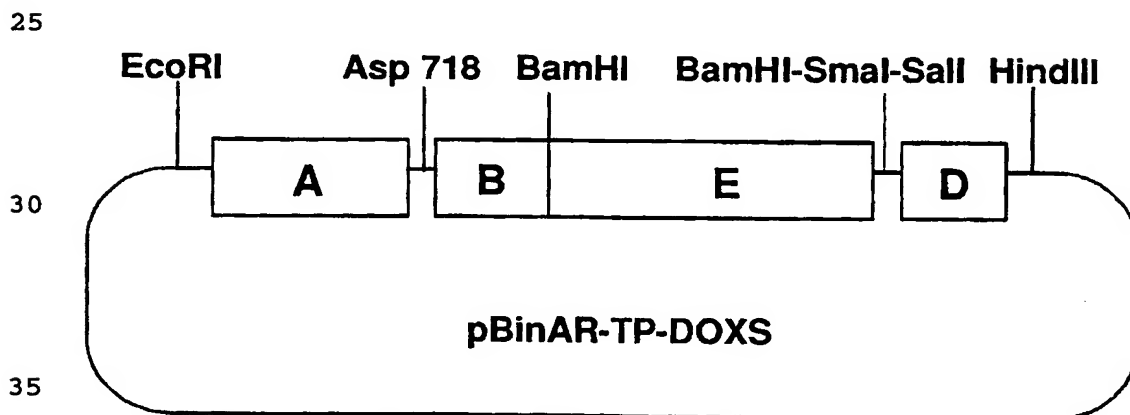 25
EcoRI Asp 718 BamHI BamHI-SmaI-SalI HindIII
A B E D
30
pBinAR-TP-DOXS
35